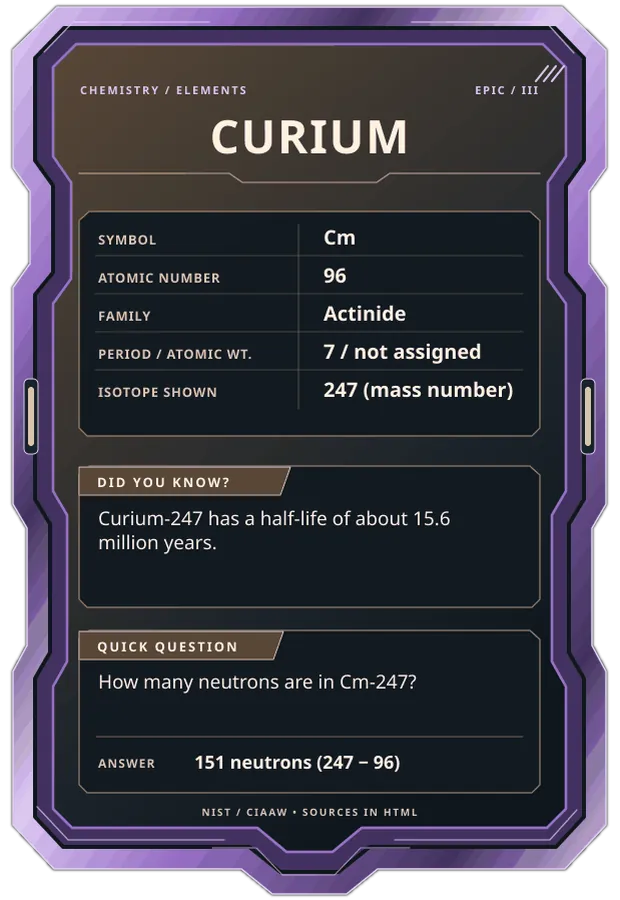 CHEMISTRY / ELEMENTS
EPIC / III
CURIUM
SYMBOL Cm
ATOMIC NUMBER 96
FAMILY Actinide
PERIOD / ATOMIC WT. 7 / not assigned
ISOTOPE SHOWN 247 (mass number)
DID YOU KNOW?
Curium-247 has a half-life of about 15.6
million years.
QUICK QUESTION
How many neutrons are in Cm-247?
ANSWER 151 neutrons (247 − 96)
NIST / CIAAW • SOURCES IN HTML